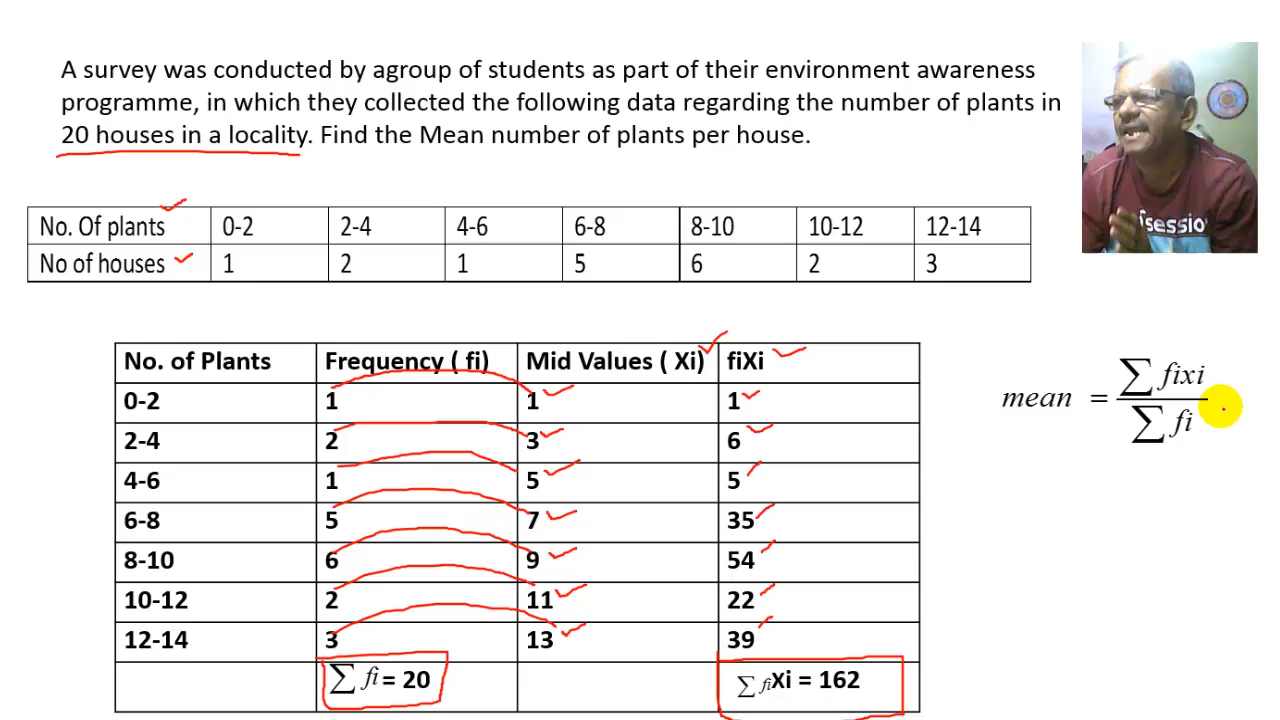 A survey was conducted by agroup of students as part of their environment awareness
programme, in which they collected the following data regarding the number of plants in
20 houses in a locality. Find the Mean number of plants per house.
No. Of plants 0-2 2-4 4-6 6-8 8-10 10-12 12-14
No of houses 1 2 1 5 6 2 3
No. of Plants Frequency ( fi) Mid Values ( Xi) fiXi
0-2 1 1 1
2-4 2 3 6
4-6 1 5 5
6-8 5 7 35
8-10 6 9 54
10-12 2 11 22
12-14 3 13 39
∑ fi = 20 ∑ fiXi = 162
mean = ∑ fixi
∑ fi
session